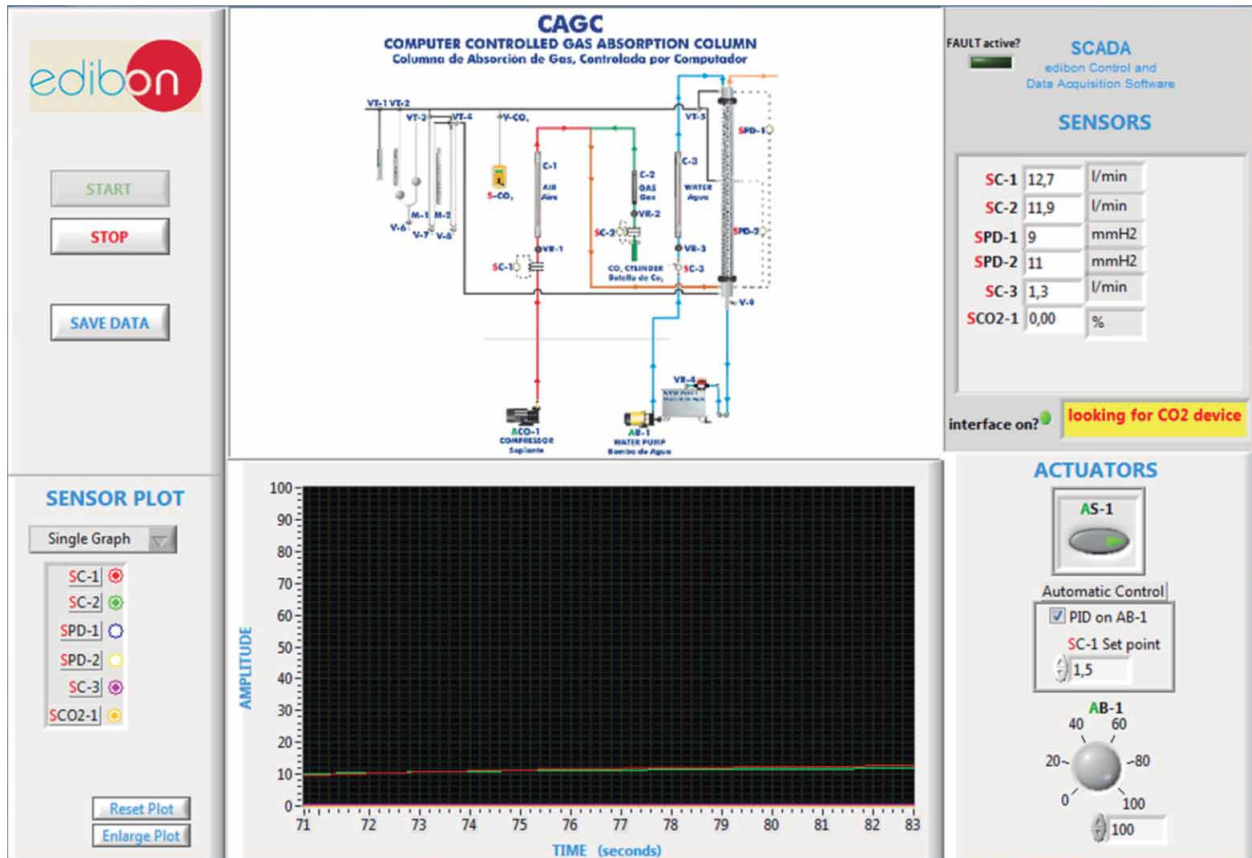 edibon
START
STOP
SAVE DATA
CAGC
COMPUTER CONTROLLED GAS ABSORPTION COLUMN
Columna de Absorción de Gas, Controlada por Computador
VT-1 VT-2
VT-3
VT-4
V-CO₂
VT-5
SPD-1
C-1
AIR
Aire
C-2
GAS
Gas
C-3
WATER
Agua
S-CO₂
M-1 M-2
V-6 V-7 V-8
VR-1
VR-2
VR-3
SC-1
SC-2
SC-3
SPD-2
CO₂ CYLINDER
Botella de Co₂
V-9
VR-4
ACO-1
COMPRESSOR
Soplante
AB-1
WATER PUMP
Bomba de Agua
FAULT active?
SCADA
edibon Control and
Data Acquisition Software
SENSORS
SC-1 12,7 l/min
SC-2 11,9 l/min
SPD-1 9 mmH2
SPD-2 11 mmH2
SC-3 1,3 l/min
SCO2-1 0,00 %
interface on? looking for CO2 device
SENSOR PLOT
Single Graph
SC-1
SC-2
SPD-1
SPD-2
SC-3
SCO2-1
Reset Plot
Enlarge Plot
AMPLITUDE
100
90
80
70
60
50
40
30
20
10
0
71 72 73 74 75 76 77 78 79 80 81 82 83
TIME (seconds)
ACTUATORS
AS-1
Automatic Control
PID on AB-1
SC-1 Set point
1,5
AB-1
40 60
20 80
0 100
100